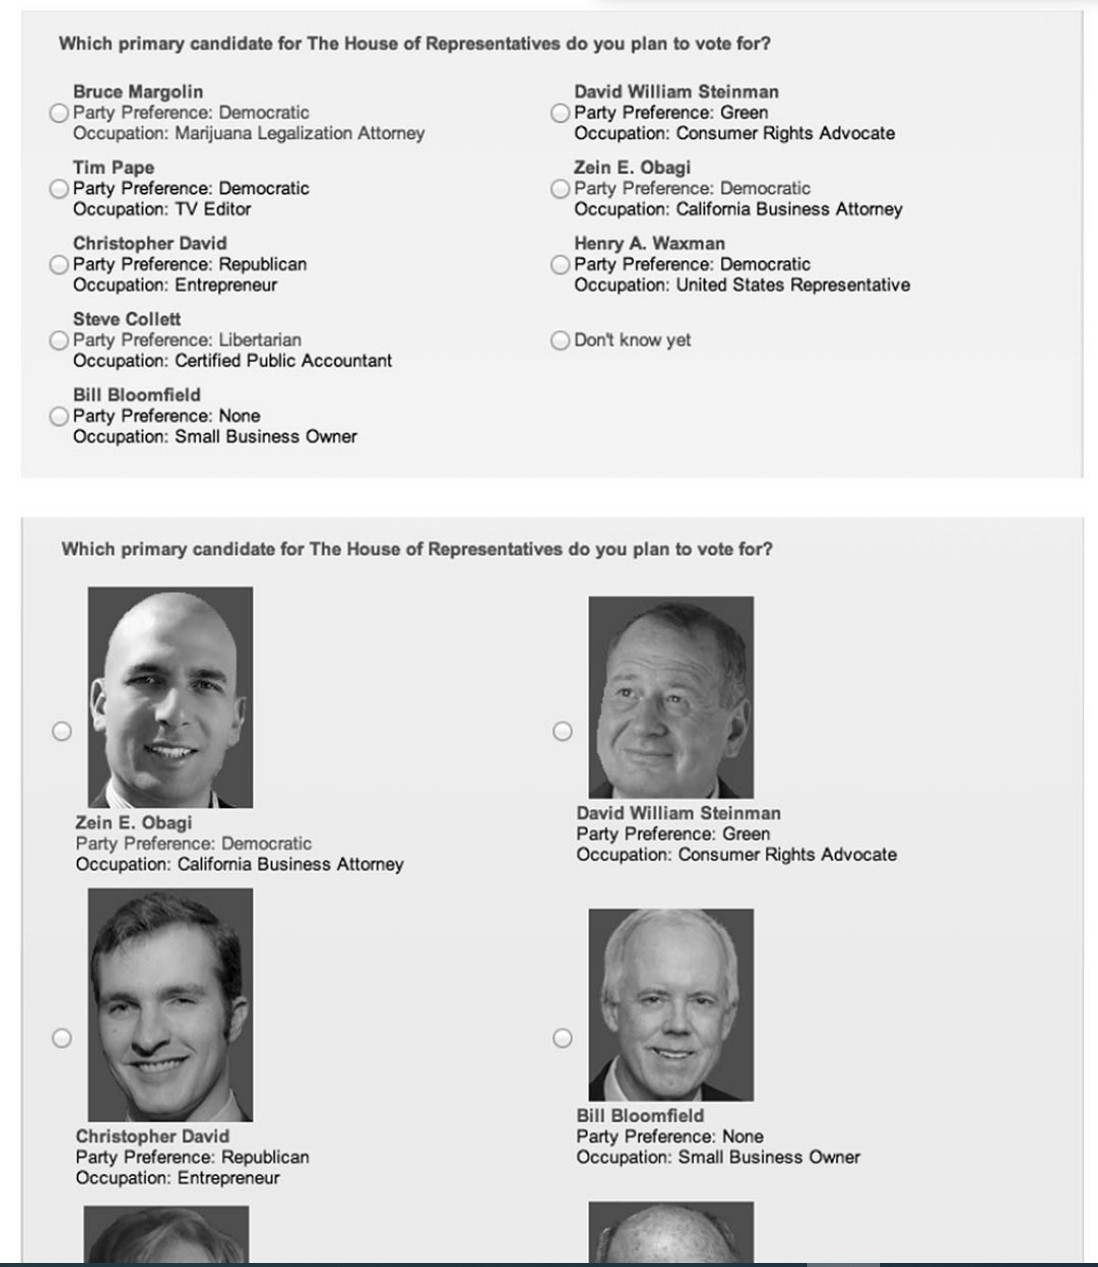 Which primary candidate for The House of Representatives do you plan to vote for?
Bruce Margolin
Party Preference: Democratic
Occupation: Marijuana Legalization Attorney
Tim Pape
Party Preference: Democratic
Occupation: TV Editor
Christopher David
Party Preference: Republican
Occupation: Entrepreneur
Steve Collett
Party Preference: Libertarian
Occupation: Certified Public Accountant
Bill Bloomfield
Party Preference: None
Occupation: Small Business Owner
David William Steinman
Party Preference: Green
Occupation: Consumer Rights Advocate
Zein E. Obagi
Party Preference: Democratic
Occupation: California Business Attorney
Henry A. Waxman
Party Preference: Democratic
Occupation: United States Representative
Don't know yet
Which primary candidate for The House of Representatives do you plan to vote for?
Zein E. Obagi
Party Preference: Democratic
Occupation: California Business Attorney
David William Steinman
Party Preference: Green
Occupation: Consumer Rights Advocate
Christopher David
Party Preference: Republican
Occupation: Entrepreneur
Bill Bloomfield
Party Preference: None
Occupation: Small Business Owner